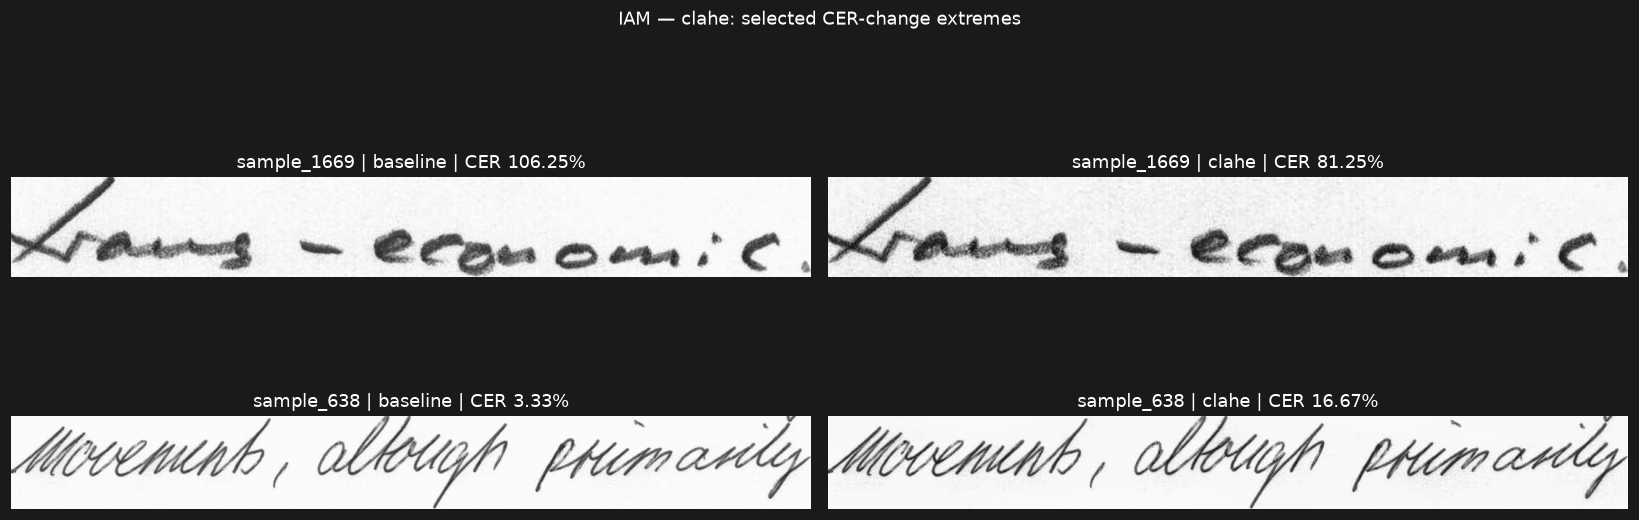 IAM — clahe: selected CER-change extremes
sample_1669 | baseline | CER 106.25%
sample_1669 | clahe | CER 81.25%
trans - economic.
trans - economic.
sample_638 | baseline | CER 3.33%
sample_638 | clahe | CER 16.67%
Movements, altough primarily
Movements, altough primarily